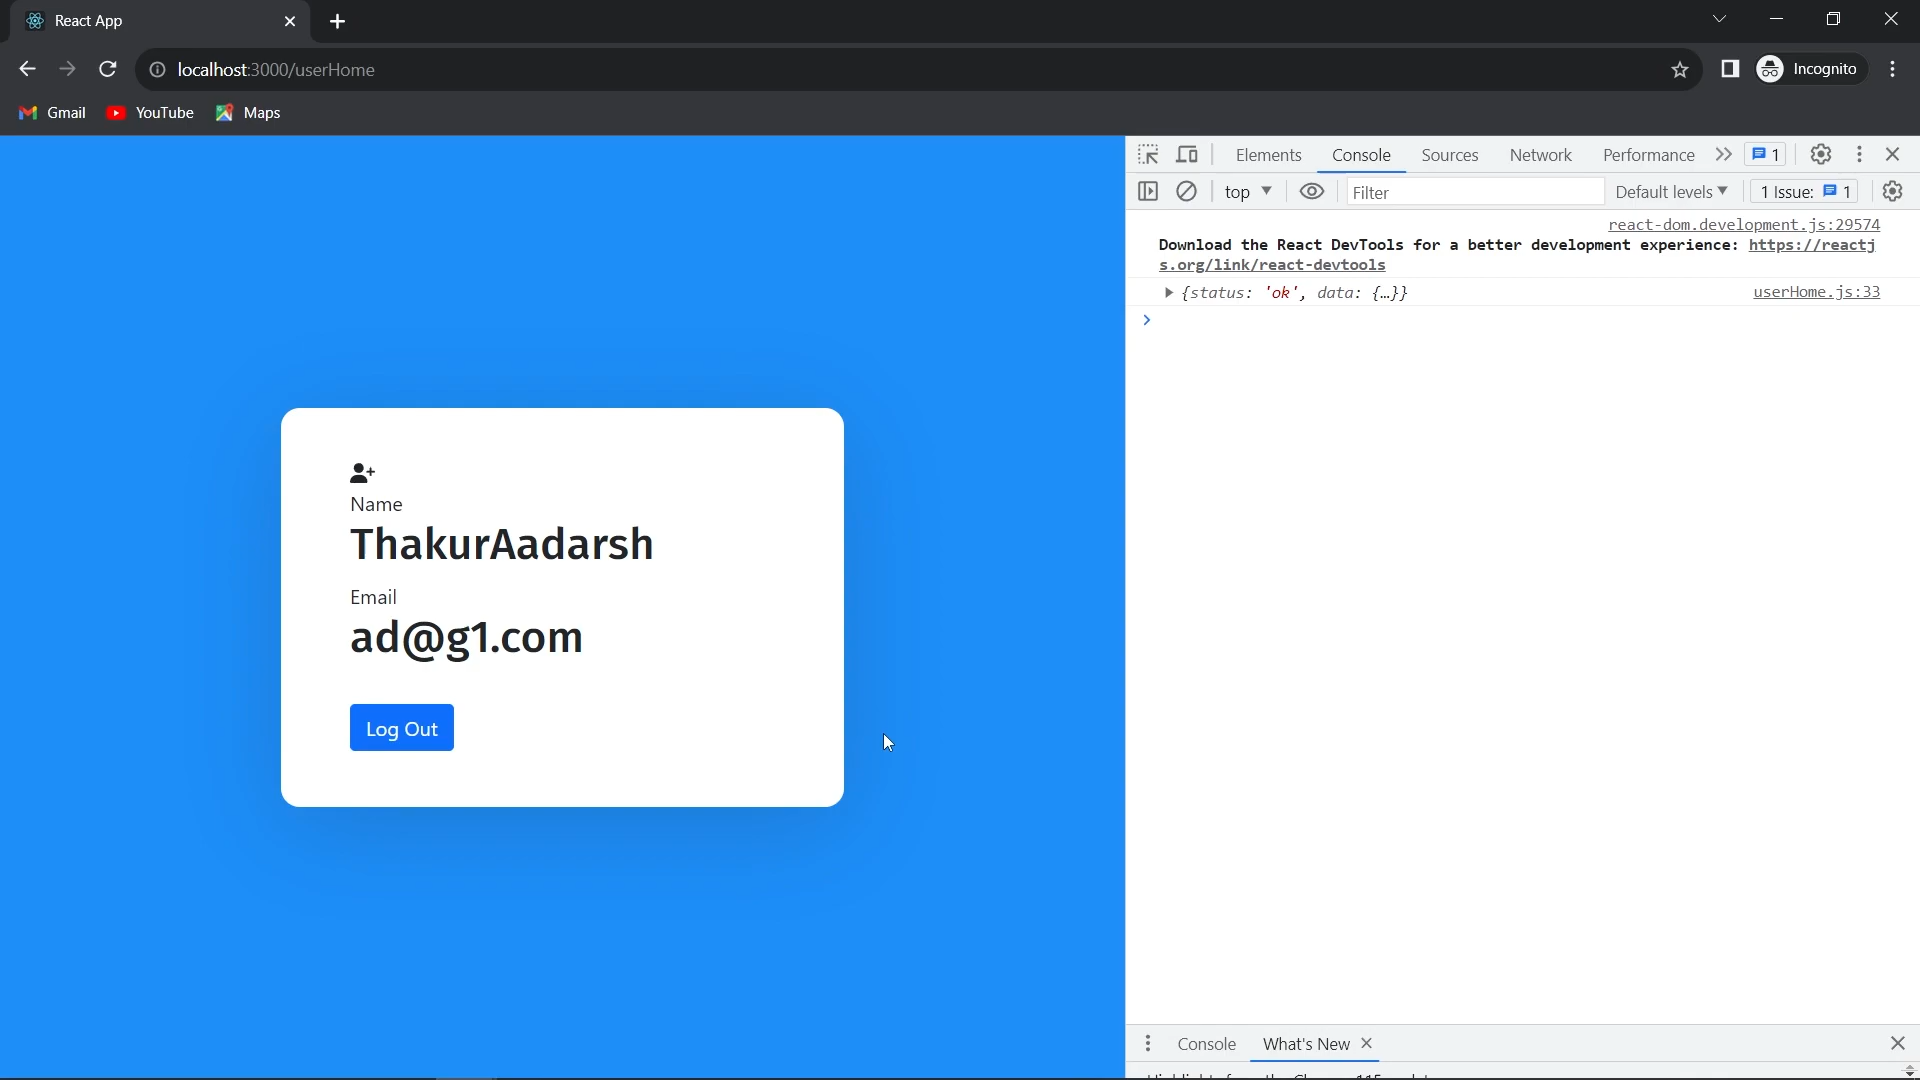 React App
localhost:3000/userHome
Incognito
Gmail YouTube Maps
Elements Console Sources Network Performance 1
top Filter Default levels 1 Issue: 1
react-dom.development.js:29574
Download the React DevTools for a better development experience: https://reactj
s.org/link/react-devtools
{status: 'ok', data: {…}} userHome.js:33
Name
ThakurAadarsh
Email
ad@g1.com
Log Out
Console What's New